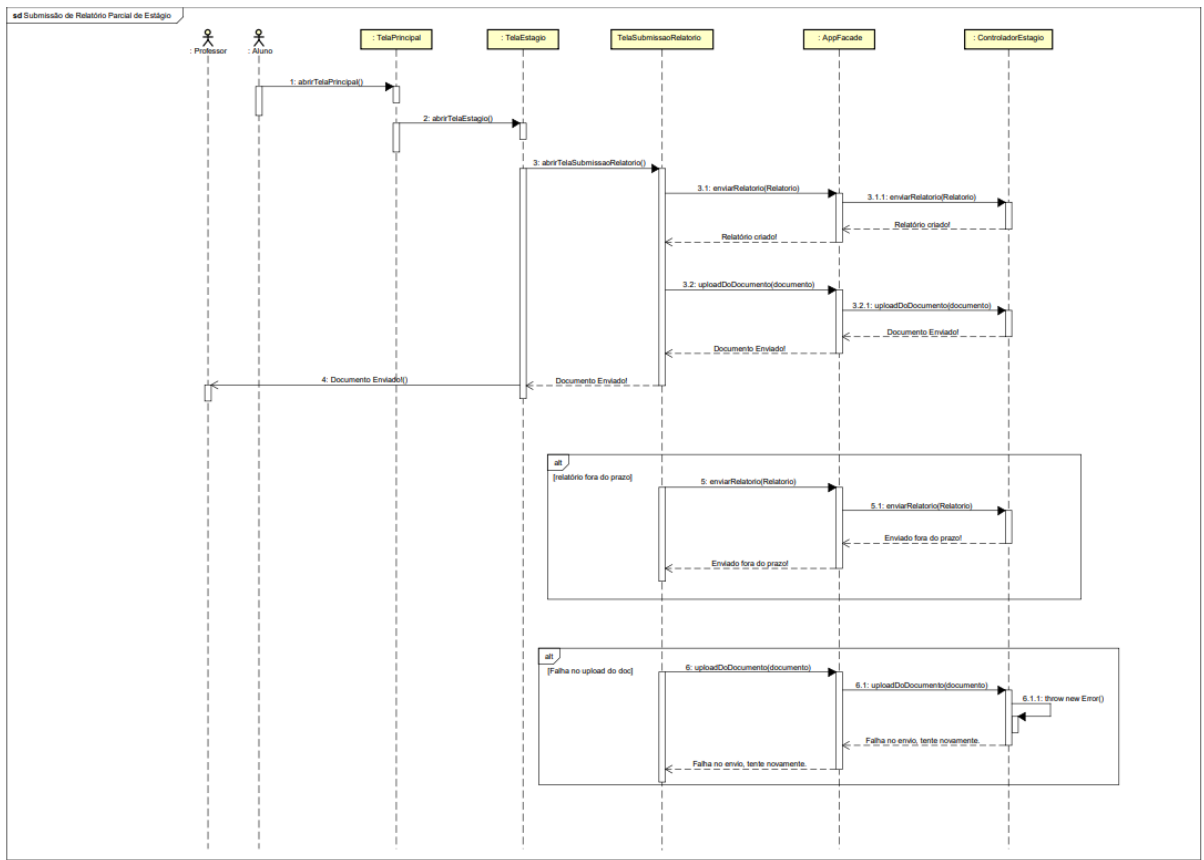 sd Submissão de Relatório Parcial de Estágio
: Professor
: Aluno
: TelaPrincipal
: TelaEstagio
TelaSubmissaoRelatorio
: AppFacade
: ControladorEstagio
1: abrirTelaPrincipal()
2: abrirTelaEstagio()
3: abrirTelaSubmissaoRelatorio()
3.1: enviarRelatorio(Relatorio)
3.1.1: enviarRelatorio(Relatorio)
Relatório criado!
Relatório criado!
3.2: uploadDoDocumento(documento)
3.2.1: uploadDoDocumento(documento)
Documento Enviado!
Documento Enviado!
4: Documento Enviado!()
Documento Enviado!
alt
[relatório fora do prazo]
5: enviarRelatorio(Relatorio)
5.1: enviarRelatorio(Relatorio)
Enviado fora do prazo!
Enviado fora do prazo!
alt
[Falha no upload do doc]
6: uploadDoDocumento(documento)
6.1: uploadDoDocumento(documento)
6.1.1: throw new Error()
Falha no envio, tente novamente.
Falha no envio, tente novamente.